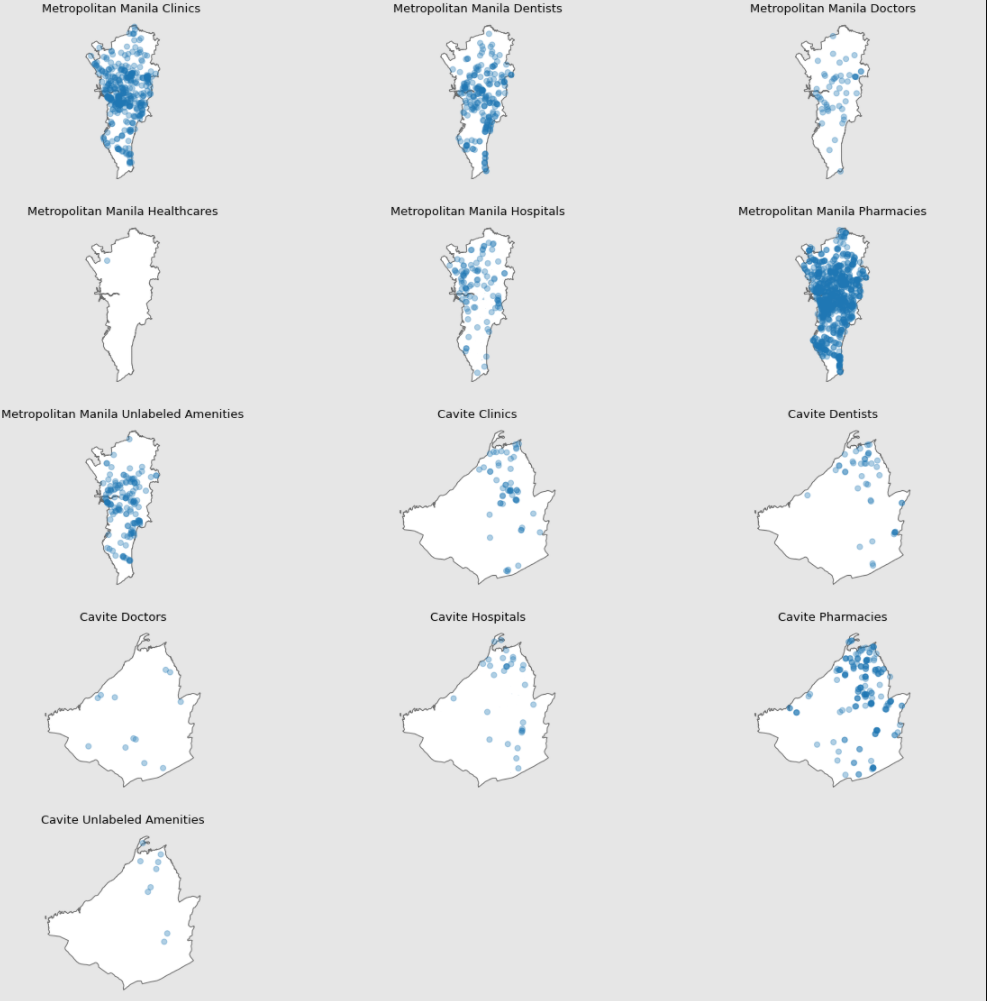 Metropolitan Manila Clinics
Metropolitan Manila Dentists
Metropolitan Manila Doctors
Metropolitan Manila Healthcares
Metropolitan Manila Hospitals
Metropolitan Manila Pharmacies
Metropolitan Manila Unlabeled Amenities
Cavite Clinics
Cavite Dentists
Cavite Doctors
Cavite Hospitals
Cavite Pharmacies
Cavite Unlabeled Amenities